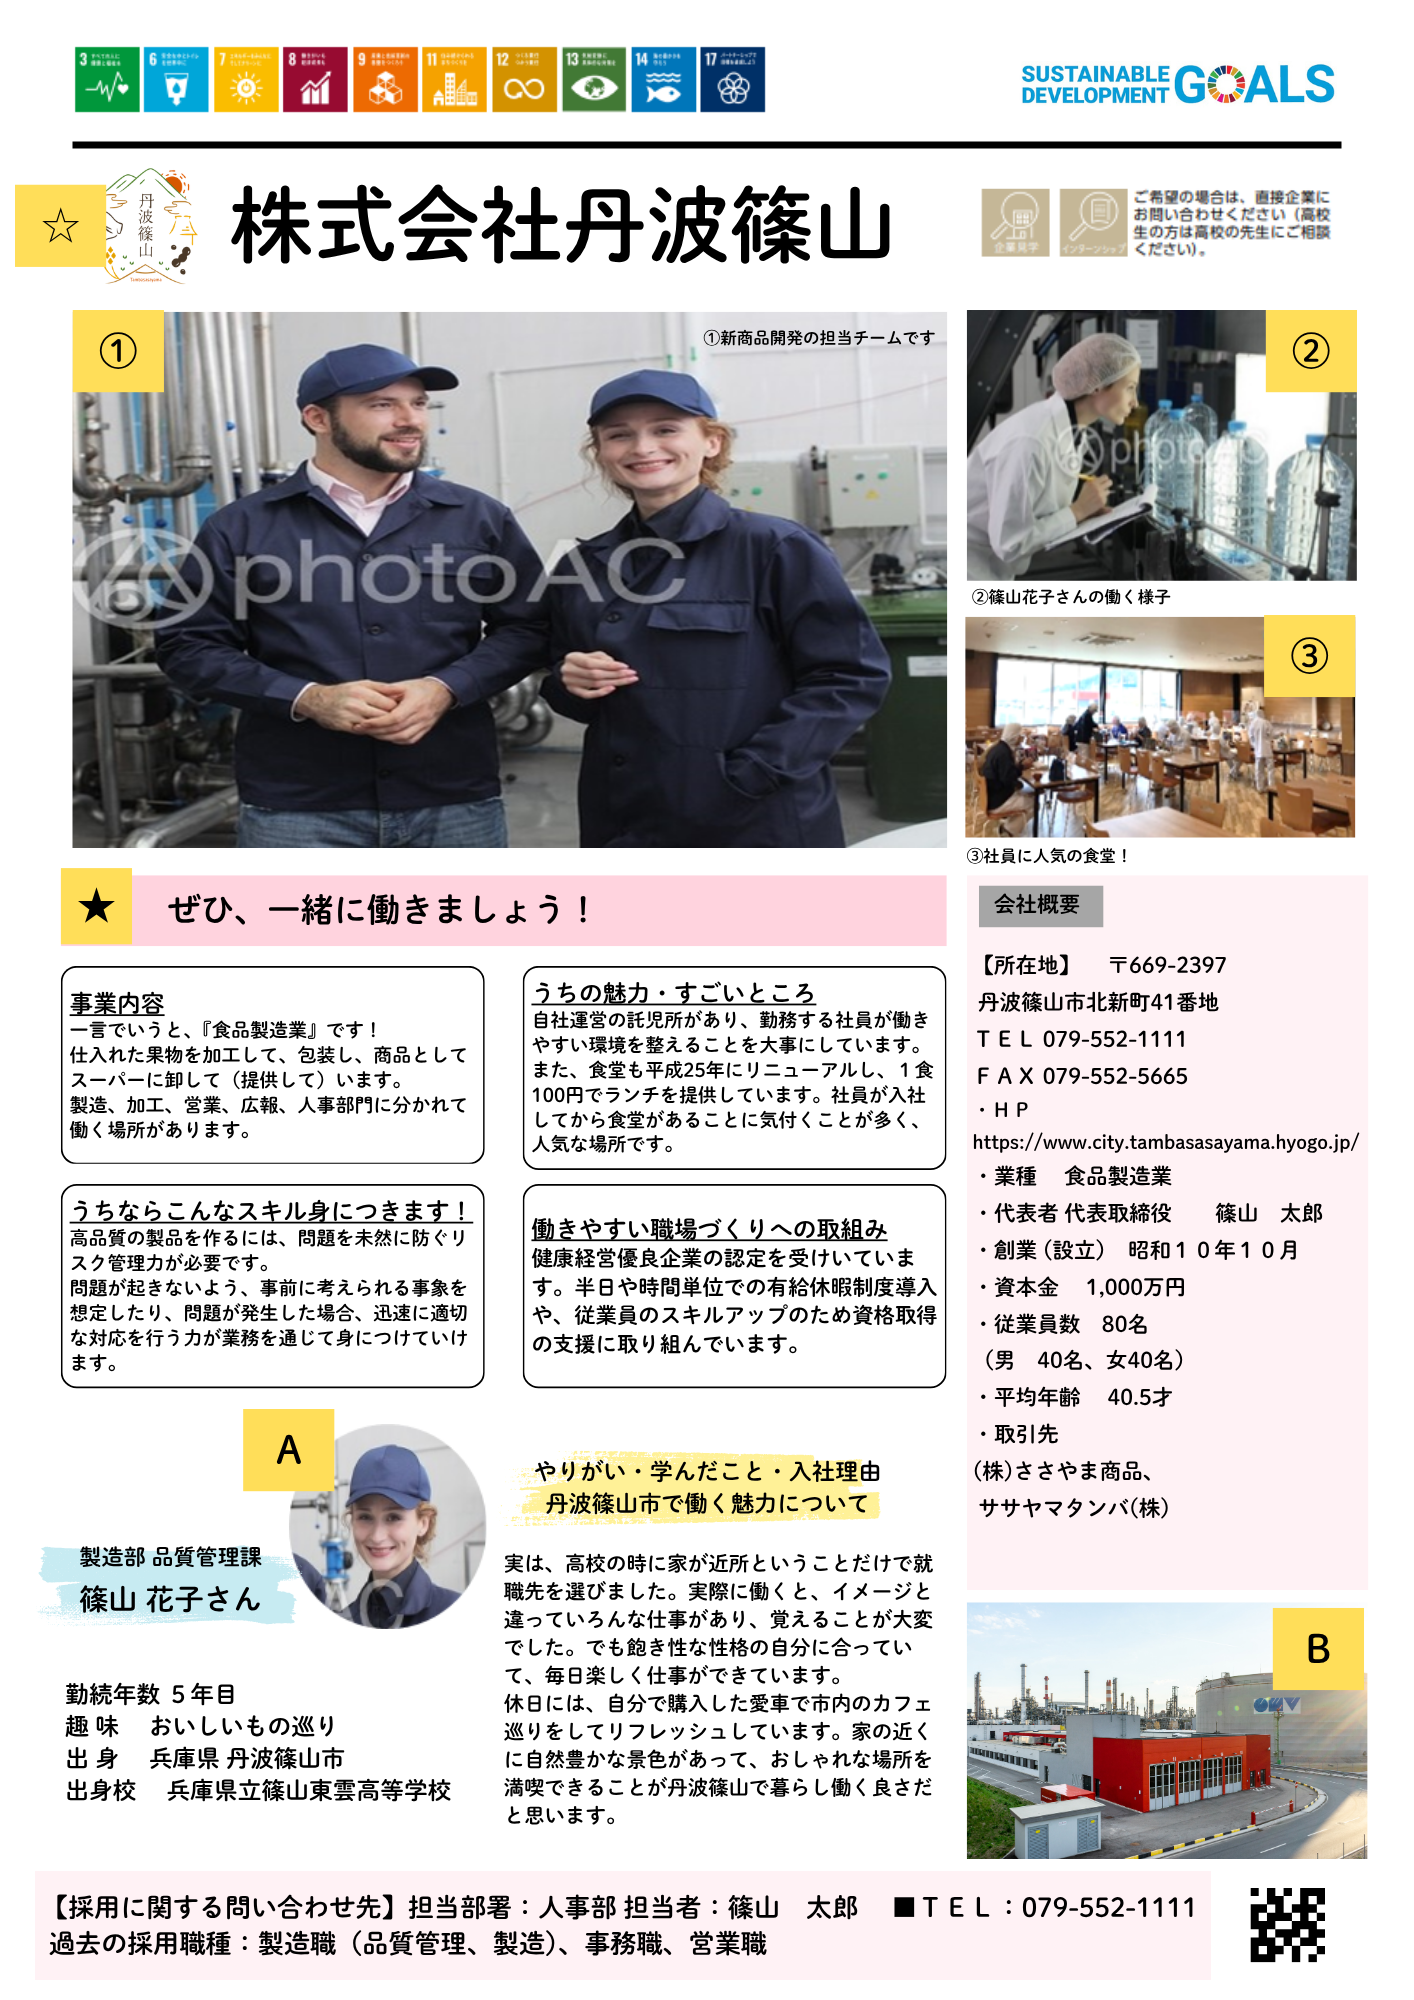 3
6
7
8
9
11
12
13
14
17
SUSTAINABLE
DEVELOPMENT
GOALS
☆
丹波篠山
Tambasasayama
株式会社丹波篠山
企業見学
インターンシップ
ご希望の場合は、直接企業に
お問い合わせください（高校
生の方は高校の先生にご相談
ください）。
①
①新商品開発の担当チームです
photoAC
②
photoAC
②篠山花子さんの働く様子
③
③社員に人気の食堂！
★
ぜひ、一緒に働きましょう！
事業内容
一言でいうと、『食品製造業』です！
仕入れた果物を加工して、包装し、商品として
スーパーに卸して（提供して）います。
製造、加工、営業、広報、人事部門に分かれて
働く場所があります。
うちの魅力・すごいところ
自社運営の託児所があり、勤務する社員が働き
やすい環境を整えることを大事にしています。
また、食堂も平成25年にリニューアルし、１食
100円でランチを提供しています。社員が入社
してから食堂があることに気付くことが多く、
人気な場所です。
うちならこんなスキル身につきます！
高品質の製品を作るには、問題を未然に防ぐリ
スク管理力が必要です。
問題が起きないよう、事前に考えられる事象を
想定したり、問題が発生した場合、迅速に適切
な対応を行う力が業務を通じて身につけていけ
ます。
働きやすい職場づくりへの取組み
健康経営優良企業の認定を受けいていま
す。半日や時間単位での有給休暇制度導入
や、従業員のスキルアップのため資格取得
の支援に取り組んでいます。
会社概要
【所在地】　〒669-2397
丹波篠山市北新町41番地
ＴＥＬ 079-552-1111
ＦＡＸ 079-552-5665
・ＨＰ
https://www.city.tambasasayama.hyogo.jp/
・業種　食品製造業
・代表者 代表取締役　　篠山　太郎
・創業（設立）　昭和１０年１０月
・資本金　1,000万円
・従業員数　80名
（男　40名、女40名）
・平均年齢　40.5才
・取引先
(株)ささやま商品、
ササヤマタンバ(株)
A
AC
製造部 品質管理課
篠山 花子さん
勤続年数 ５年目
趣 味　おいしいもの巡り
出 身　兵庫県 丹波篠山市
出身校　兵庫県立篠山東雲高等学校
やりがい・学んだこと・入社理由
丹波篠山市で働く魅力について
実は、高校の時に家が近所ということだけで就
職先を選びました。実際に働くと、イメージと
違っていろんな仕事があり、覚えることが大変
でした。でも飽き性な性格の自分に合ってい
て、毎日楽しく仕事ができています。
休日には、自分で購入した愛車で市内のカフェ
巡りをしてリフレッシュしています。家の近く
に自然豊かな景色があって、おしゃれな場所を
満喫できることが丹波篠山で暮らし働く良さだ
と思います。
B
OMV
【採用に関する問い合わせ先】担当部署：人事部 担当者：篠山　太郎　■ＴＥＬ：079-552-1111
過去の採用職種：製造職（品質管理、製造）、事務職、営業職